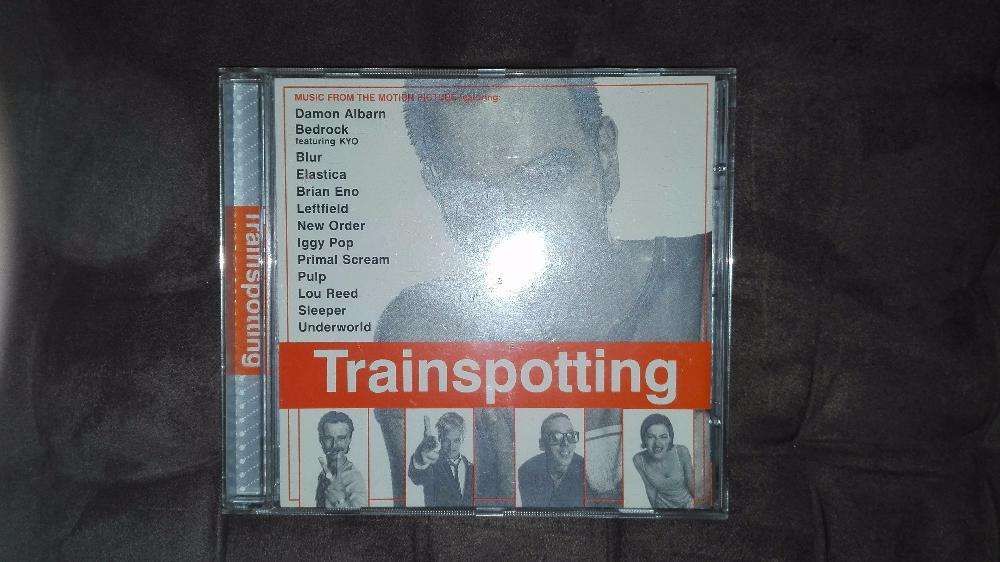 MUSIC FROM THE MOTION PICTURE featuring:
Damon Albarn
Bedrock
featuring KYO
Blur
Elastica
Brian Eno
Leftfield
New Order
Iggy Pop
Primal Scream
Pulp
Lou Reed
Sleeper
Underworld
Trainspotting
Trainspotting